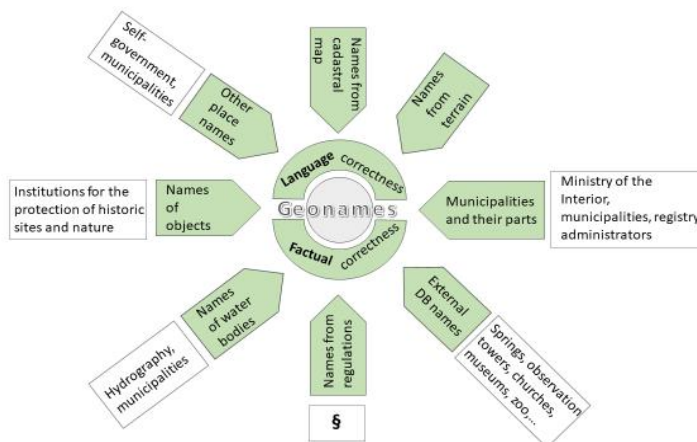 Self-
government,
municipalities
Other
place
names
Names from
cadastral
map
Names
from
terrain
Institutions for the
protection of historic
sites and nature
Names
of
objects
Language correctness
Geonames
Factual correctness
Municipalities
and their parts
Ministry of the
Interior,
municipalities, registry
administrators
Hydrography,
municipalities
Names
of water
bodies
Names from
regulations
§
External
DB names
Springs, observation
towers, churches,
museums, zoo,...